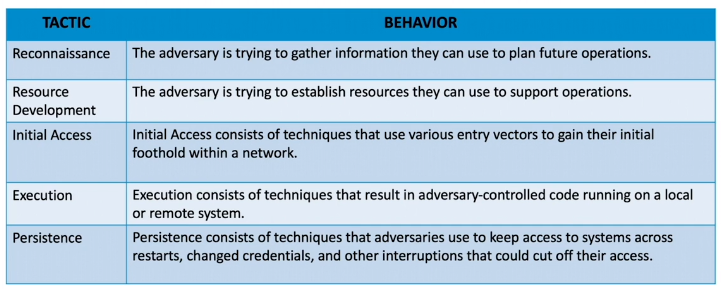 TACTIC BEHAVIOR
Reconnaissance The adversary is trying to gather information they can use to plan future operations.
Resource The adversary is trying to establish resources they can use to support operations.
Development
Initial Access Initial Access consists of techniques that use various entry vectors to gain their initial
foothold within a network.
Execution Execution consists of techniques that result in adversary-controlled code running on a local
or remote system.
Persistence Persistence consists of techniques that adversaries use to keep access to systems across
restarts, changed credentials, and other interruptions that could cut off their access.